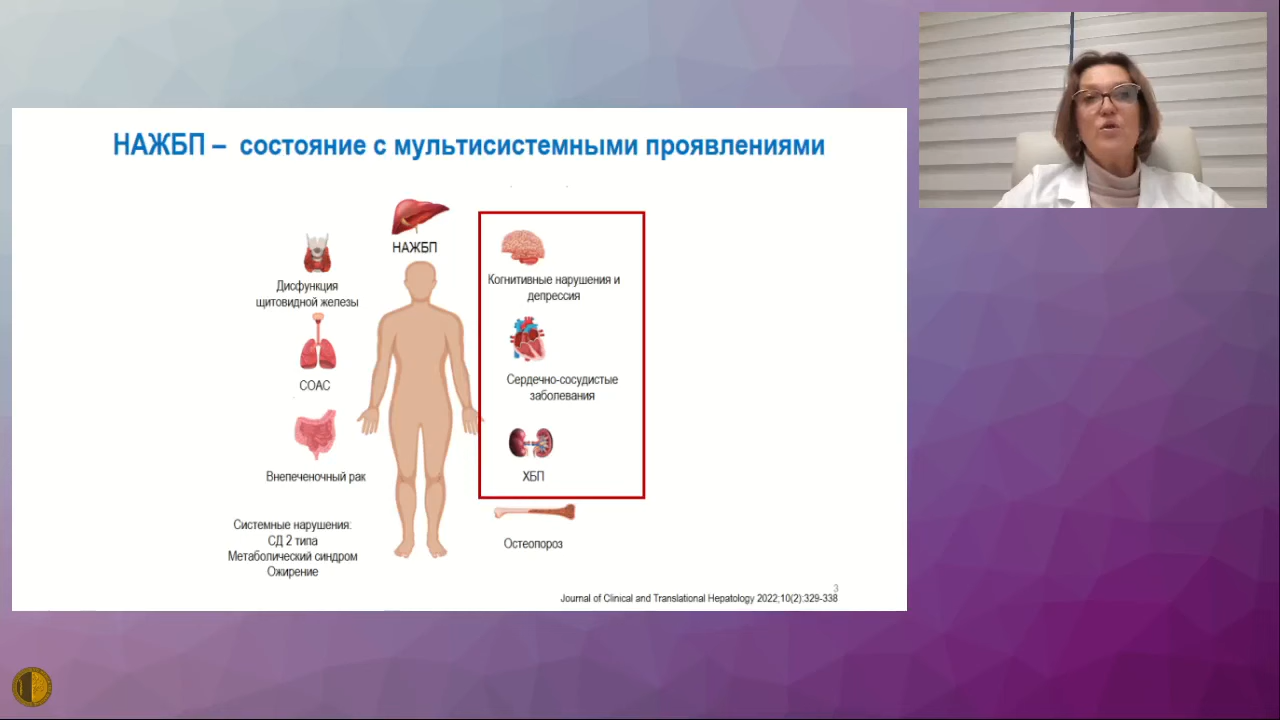 НАЖБП – состояние с мультисистемными проявлениями
НАЖБП
Дисфункция
щитовидной железы
СОАС
Внепеченочный рак
Системные нарушения:
СД 2 типа
Метаболический синдром
Ожирение
Когнитивные нарушения и
депрессия
Сердечно-сосудистые
заболевания
ХБП
Остеопороз
3
Journal of Clinical and Translational Hepatology 2022;10(2):329-338